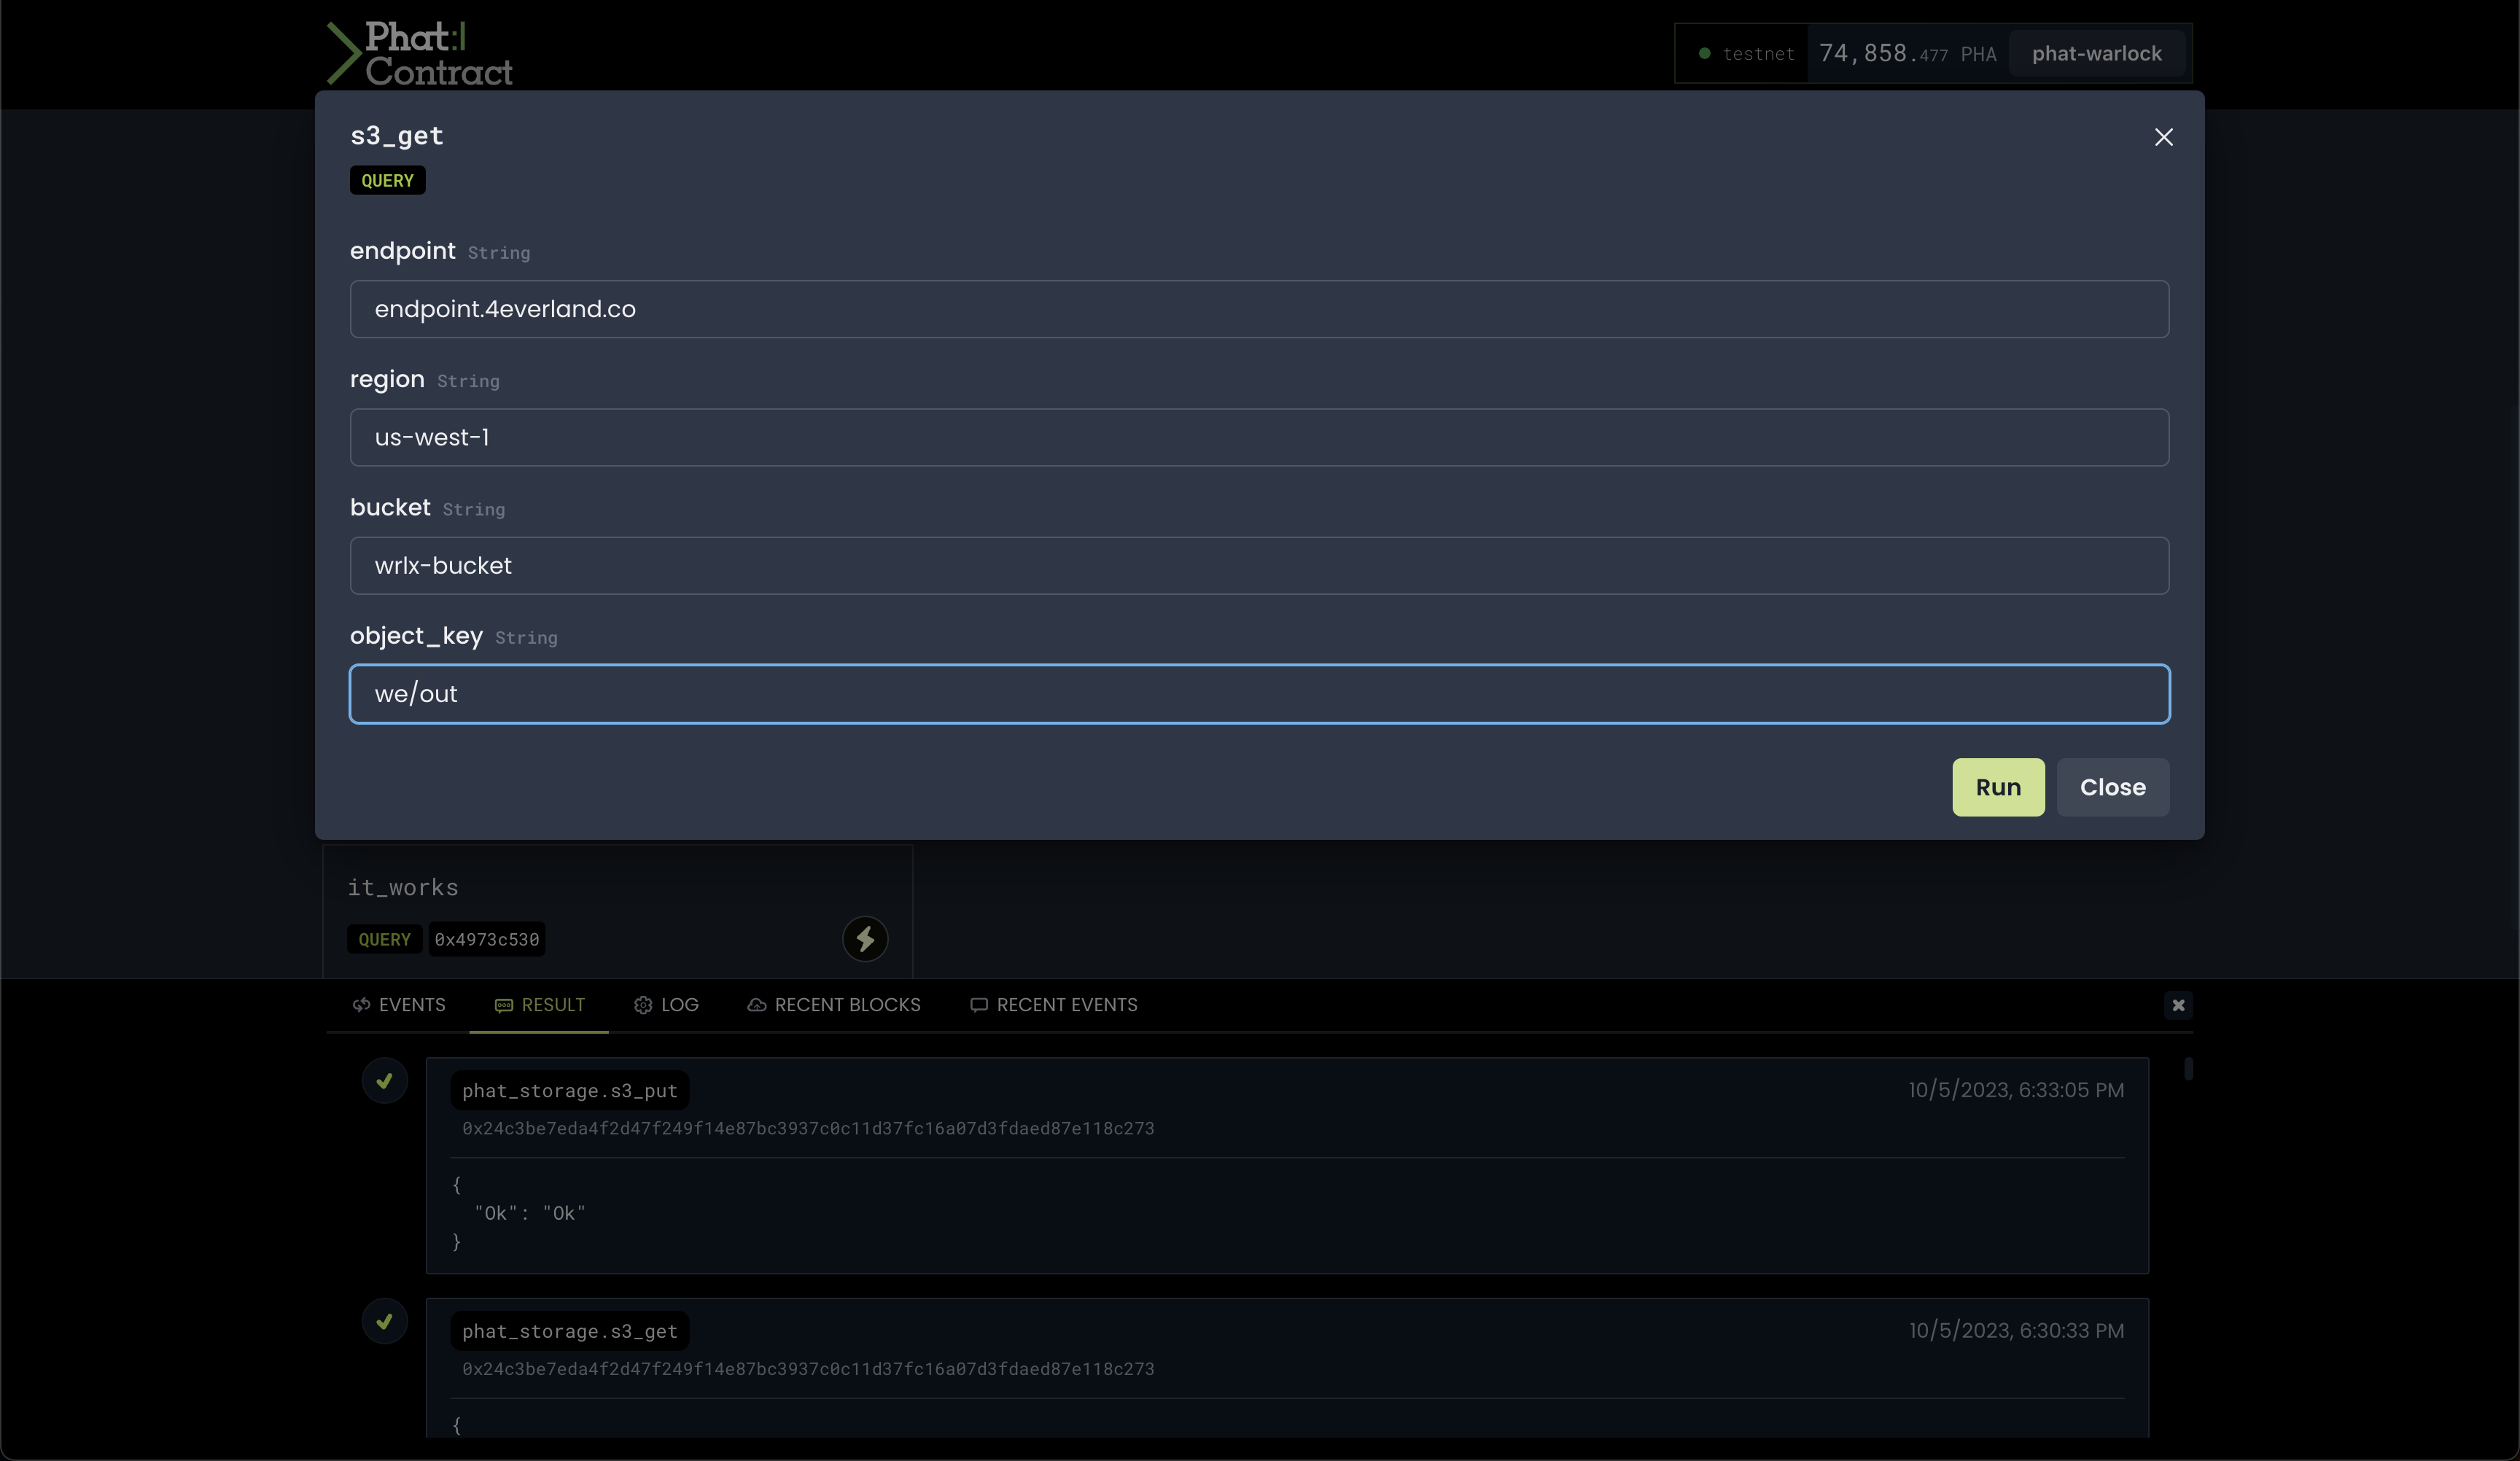 Phat
Contract
testnet 74,858.477 PHA phat-warlock
s3_get
QUERY
endpoint String
endpoint.4everland.co
region String
us-west-1
bucket String
wrlx-bucket
object_key String
we/out
Run Close
it_works
QUERY 0x4973c530
EVENTS RESULT LOG RECENT BLOCKS RECENT EVENTS
phat_storage.s3_put 10/5/2023, 6:33:05 PM
0x24c3be7eda4f2d47f249f14e87bc3937c0c11d37fc16a07d3fdaed87e118c273
{
"Ok": "Ok"
}
phat_storage.s3_get 10/5/2023, 6:30:33 PM
0x24c3be7eda4f2d47f249f14e87bc3937c0c11d37fc16a07d3fdaed87e118c273
{